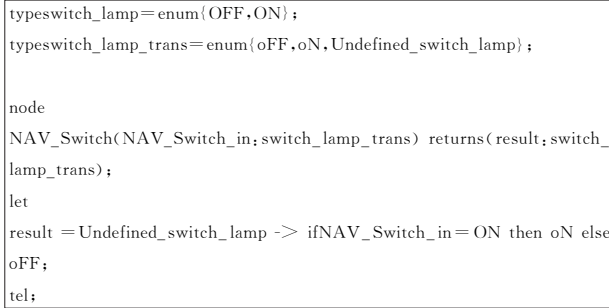 typeswitch_lamp=enum{OFF,ON};
typeswitch_lamp_trans=enum{oFF,oN,Undefined_switch_lamp};
node
NAV_Switch(NAV_Switch_in:switch_lamp_trans) returns(result:switch_
lamp_trans);
let
result =Undefined_switch_lamp -> ifNAV_Switch_in=ON then oN else
oFF;
tel;